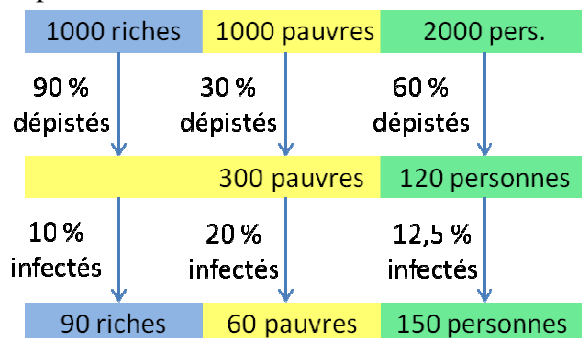 1000 riches 1000 pauvres 2000 pers.
90 % 30 % 60 %
dépistés dépistés dépistés
300 pauvres 120 personnes
10 % 20 % 12,5 %
infectés infectés infectés
90 riches 60 pauvres 150 personnes